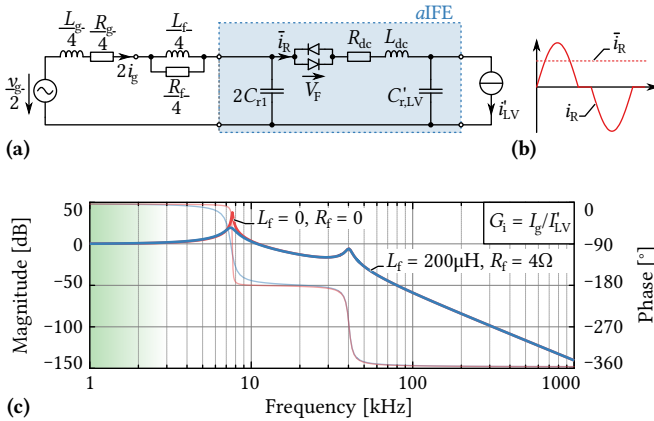 aIFE
L_g / 4
R_g / 4
2i_g
L_f / 4
R_f / 4
v_g / 2
2C_r1
i̅_R
V_F
R_dc
L_dc
C'_r,LV
i'_LV
(a)
i̅_R
i_R
(b)
50
0
−50
−100
−150
Magnitude [dB]
L_f = 0, R_f = 0
G_i = I_g/I'_LV
L_f = 200µH, R_f = 4Ω
0
−90
−180
−270
−360
Phase [°]
1
10
100
1000
Frequency [kHz]
(c)